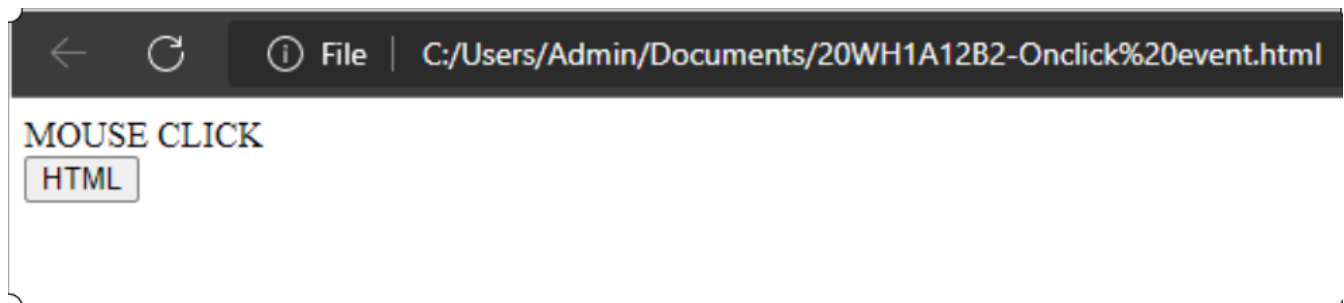 File | C:/Users/Admin/Documents/20WH1A12B2-Onclick%20event.html
MOUSE CLICK
HTML